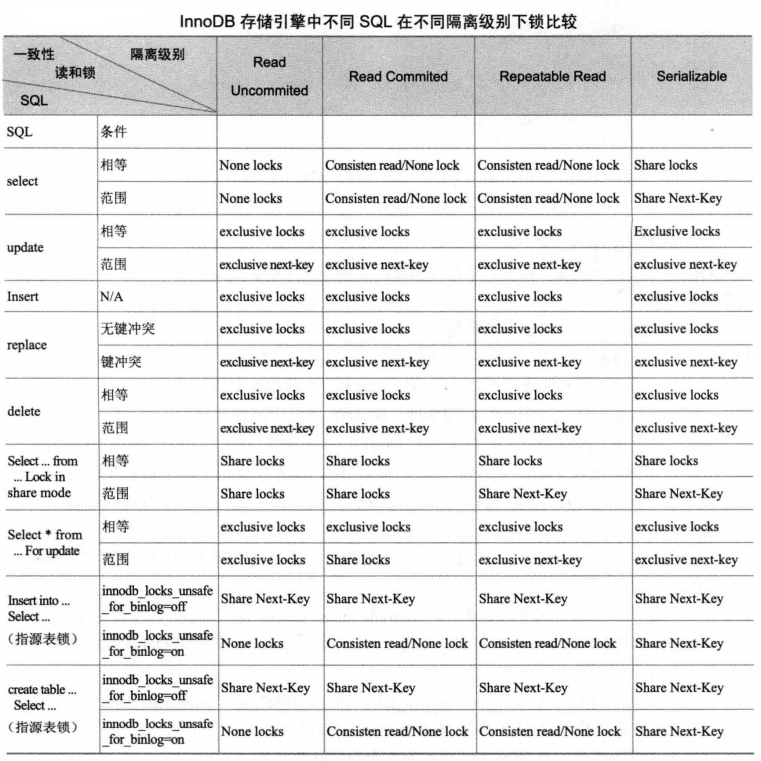 InnoDB 存储引擎中不同 SQL 在不同隔离级别下锁比较
一致性 隔离级别 Read Read Commited Repeatable Read Serializable
读和锁 Uncommited
SQL
SQL 条件
select 相等 None locks Consisten read/None lock Consisten read/None lock Share locks
范围 None locks Consisten read/None lock Consisten read/None lock Share Next-Key
update 相等 exclusive locks exclusive locks exclusive locks Exclusive locks
范围 exclusive next-key exclusive next-key exclusive next-key exclusive next-key
Insert N/A exclusive locks exclusive locks exclusive locks exclusive locks
replace 无键冲突 exclusive locks exclusive locks exclusive locks exclusive locks
键冲突 exclusive next-key exclusive next-key exclusive next-key exclusive next-key
delete 相等 exclusive locks exclusive locks exclusive locks exclusive locks
范围 exclusive next-key exclusive next-key exclusive next-key exclusive next-key
Select ... from 相等 Share locks Share locks Share locks Share locks
... Lock in
share mode 范围 Share locks Share locks Share Next-Key Share Next-Key
Select * from 相等 exclusive locks exclusive locks exclusive locks exclusive locks
... For update 范围 exclusive locks Share locks exclusive next-key exclusive next-key
Insert into ... innodb_locks_unsafe Share Next-Key Share Next-Key Share Next-Key Share Next-Key
Select ... _for_binlog=off
（指源表锁） innodb_locks_unsafe None locks Consisten read/None lock Consisten read/None lock Share Next-Key
_for_binlog=on
create table ... innodb_locks_unsafe Share Next-Key Share Next-Key Share Next-Key Share Next-Key
Select ... _for_binlog=off
（指源表锁） innodb_locks_unsafe None locks Consisten read/None lock Consisten read/None lock Share Next-Key
_for_binlog=on